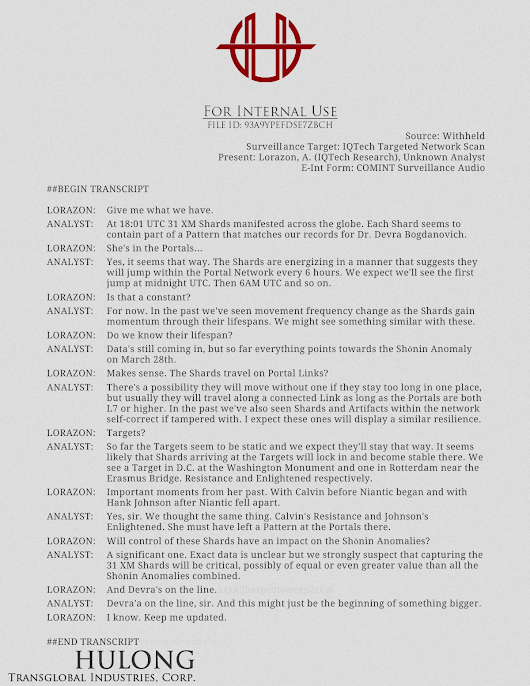 FOR INTERNAL USE
FILE ID: 93A9YPEFDSE7ZBCH
Source: Withheld
Surveillance Target: IQTech Targeted Network Scan
Present: Lorazon, A. (IQTech Research), Unknown Analyst
E-Int Form: COMINT Surveillance Audio
##BEGIN TRANSCRIPT
LORAZON: Give me what we have.
ANALYST: At 18:01 UTC 31 XM Shards manifested across the globe. Each Shard seems to
contain part of a Pattern that matches our records for Dr. Devra Bogdanovich.
LORAZON: She's in the Portals...
ANALYST: Yes, it seems that way. The Shards are energizing in a manner that suggests they
will jump within the Portal Network every 6 hours. We expect we'll see the first
jump at midnight UTC. Then 6AM UTC and so on.
LORAZON: Is that a constant?
ANALYST: For now. In the past we've seen movement frequency change as the Shards gain
momentum through their lifespans. We might see something similar with these.
LORAZON: Do we know their lifespan?
ANALYST: Data's still coming in, but so far everything points towards the Shōnin Anomaly
on March 28th.
LORAZON: Makes sense. The Shards travel on Portal Links?
ANALYST: There's a possibility they will move without one if they stay too long in one place,
but usually they will travel along a connected Link as long as the Portals are both
L7 or higher. In the past we've also seen Shards and Artifacts within the network
self-correct if tampered with. I expect these ones will display a similar resilience.
LORAZON: Targets?
ANALYST: So far the Targets seem to be static and we expect they'll stay that way. It seems
likely that Shards arriving at the Targets will lock in and become stable there. We
see a Target in D.C. at the Washington Monument and one in Rotterdam near the
Erasmus Bridge. Resistance and Enlightened respectively.
LORAZON: Important moments from her past. With Calvin before Niantic began and with
Hank Johnson after Niantic fell apart.
ANALYST: Yes, sir. We thought the same thing. Calvin's Resistance and Johnson's
Enlightened. She must have left a Pattern at the Portals there.
LORAZON: Will control of these Shards have an impact on the Shōnin Anomalies?
ANALYST: A significant one. Exact data is unclear but we strongly suspect that capturing the
31 XM Shards will be critical, possibly of equal or even greater value than all the
Shōnin Anomalies combined.
LORAZON: And Devra's on the line.
ANALYST: Devra'a on the line, sir. And this might just be the beginning of something bigger.
LORAZON: I know. Keep me updated.
##END TRANSCRIPT
HULONG
TRANSGLOBAL INDUSTRIES, CORP.